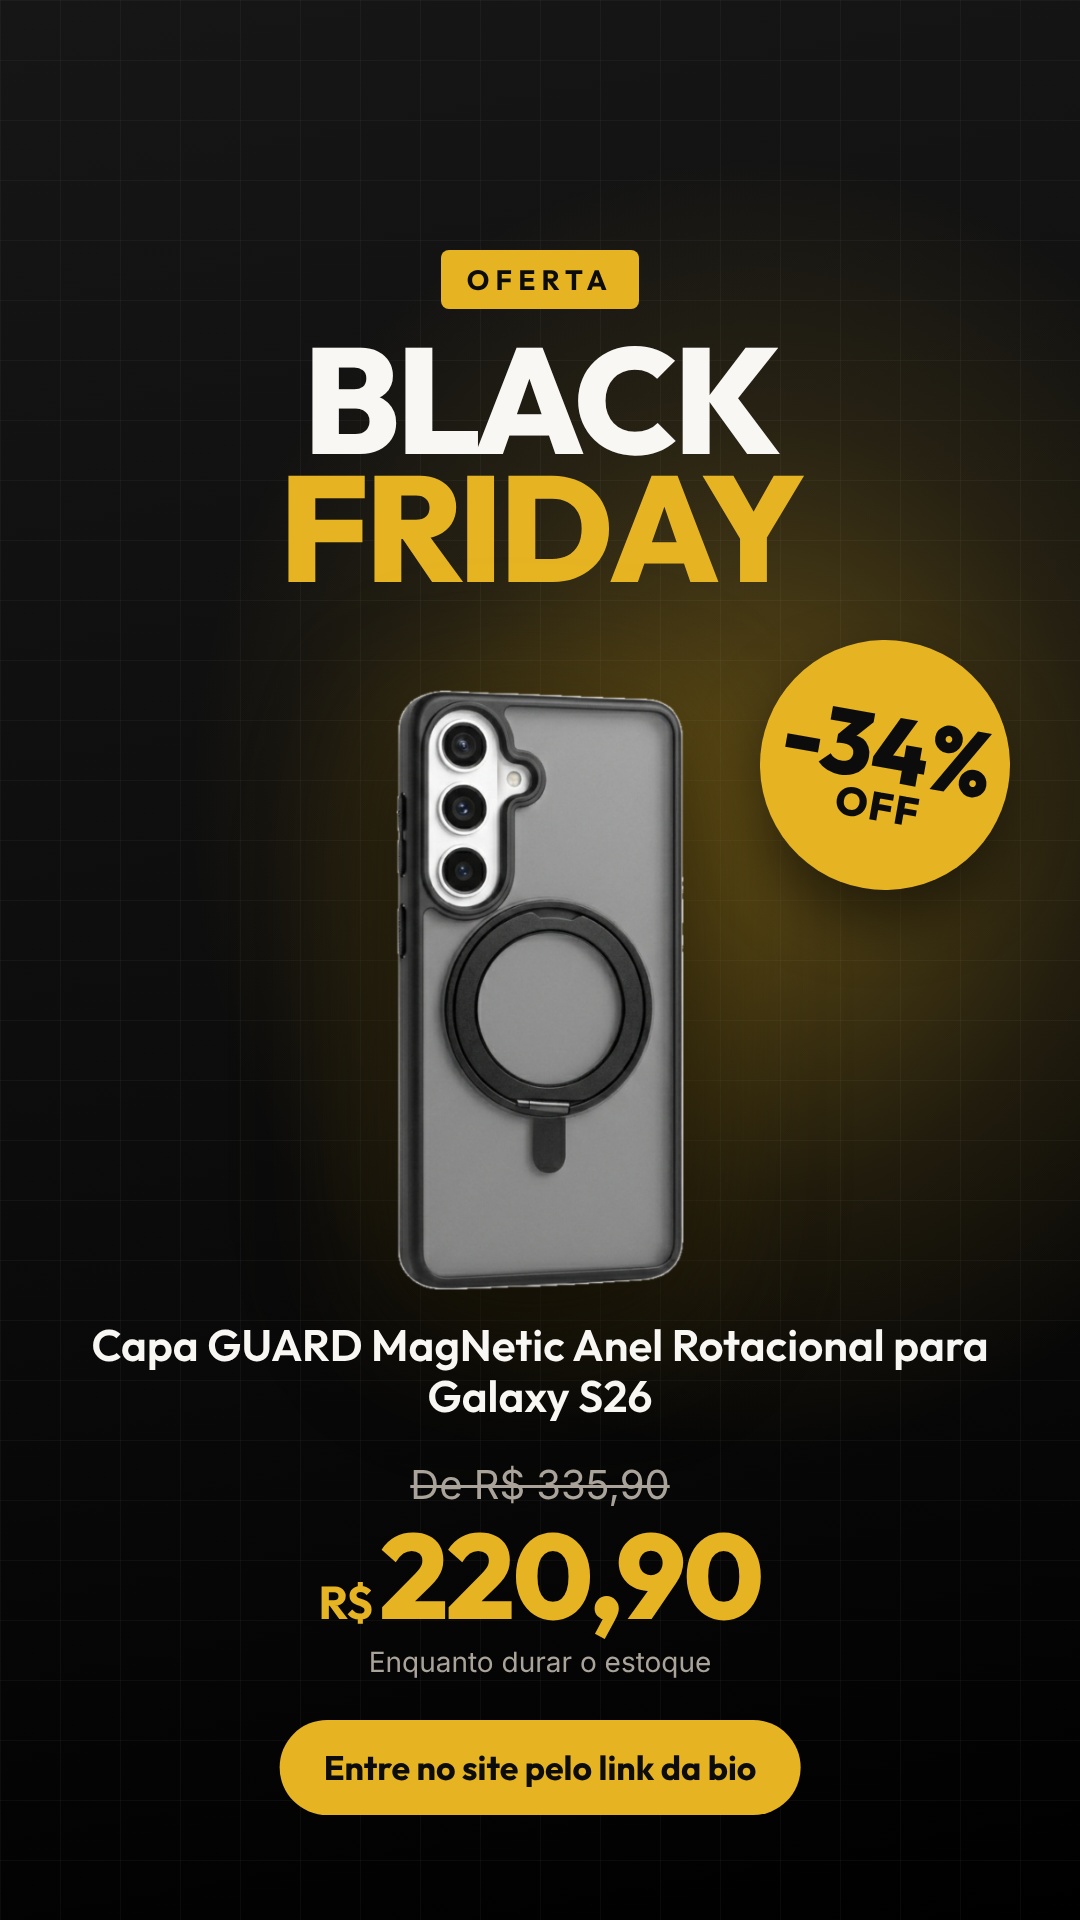 OFERTA
BLACK
FRIDAY
-34%
OFF
Capa GUARD MagNetic Anel Rotacional para
Galaxy S26
De R$ 335,90
R$ 220,90
Enquanto durar o estoque
Entre no site pelo link da bio